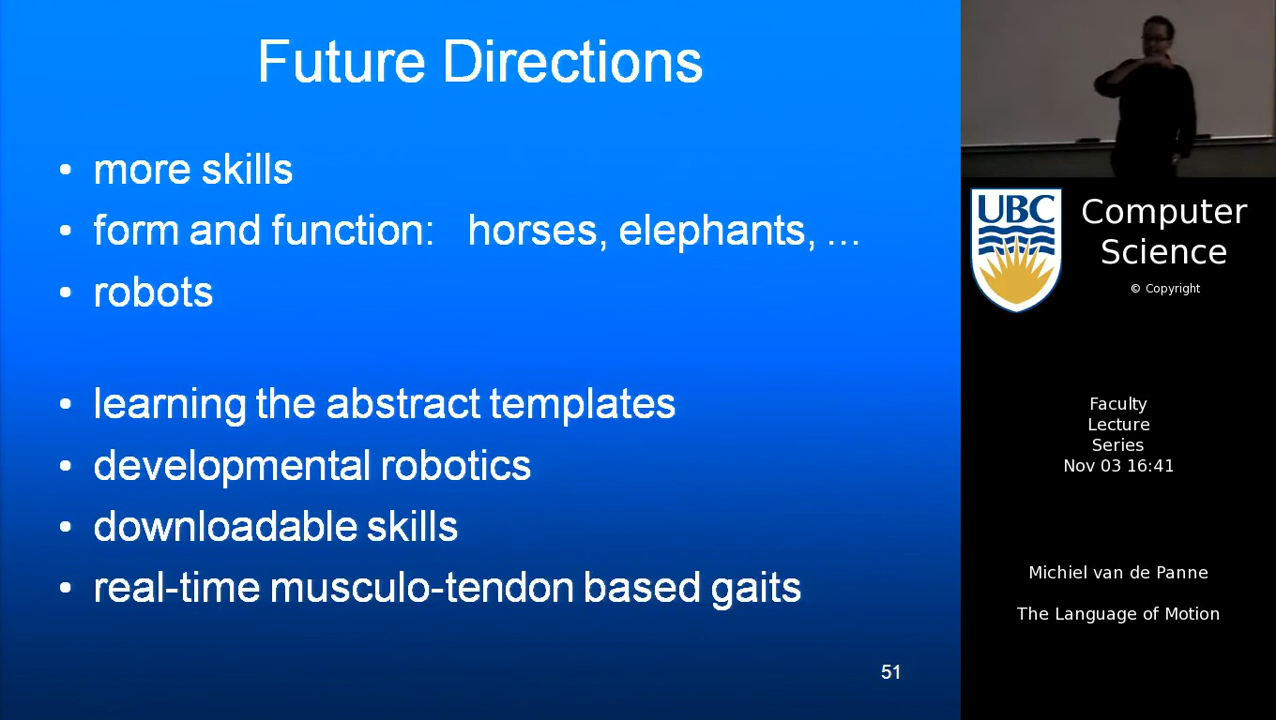 Future Directions
• more skills
• form and function: horses, elephants, ...
• robots
• learning the abstract templates
• developmental robotics
• downloadable skills
• real-time musculo-tendon based gaits
51
UBC
Computer
Science
© Copyright
Faculty
Lecture
Series
Nov 03 16:41
Michiel van de Panne
The Language of Motion